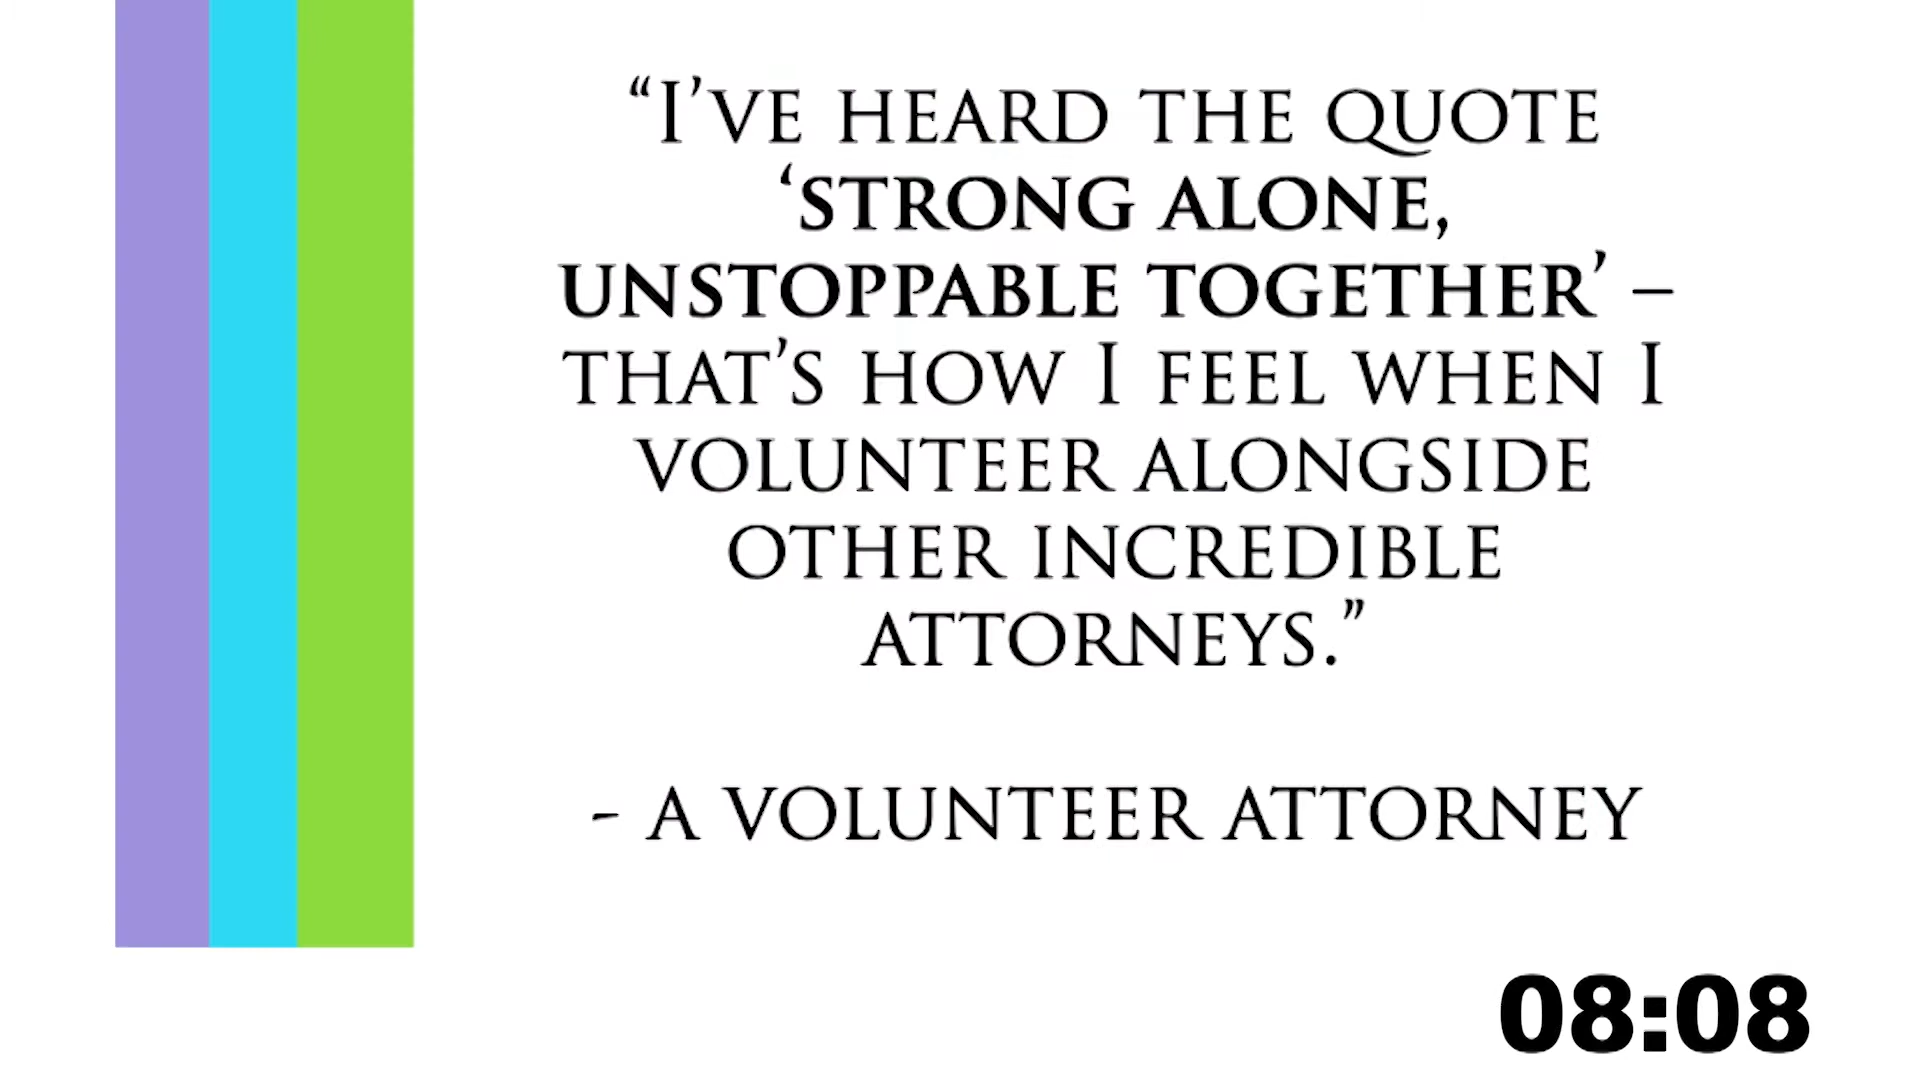 “I’VE HEARD THE QUOTE
‘STRONG ALONE,
UNSTOPPABLE TOGETHER’ –
THAT’S HOW I FEEL WHEN I
VOLUNTEER ALONGSIDE
OTHER INCREDIBLE
ATTORNEYS.”
- A VOLUNTEER ATTORNEY
08:08